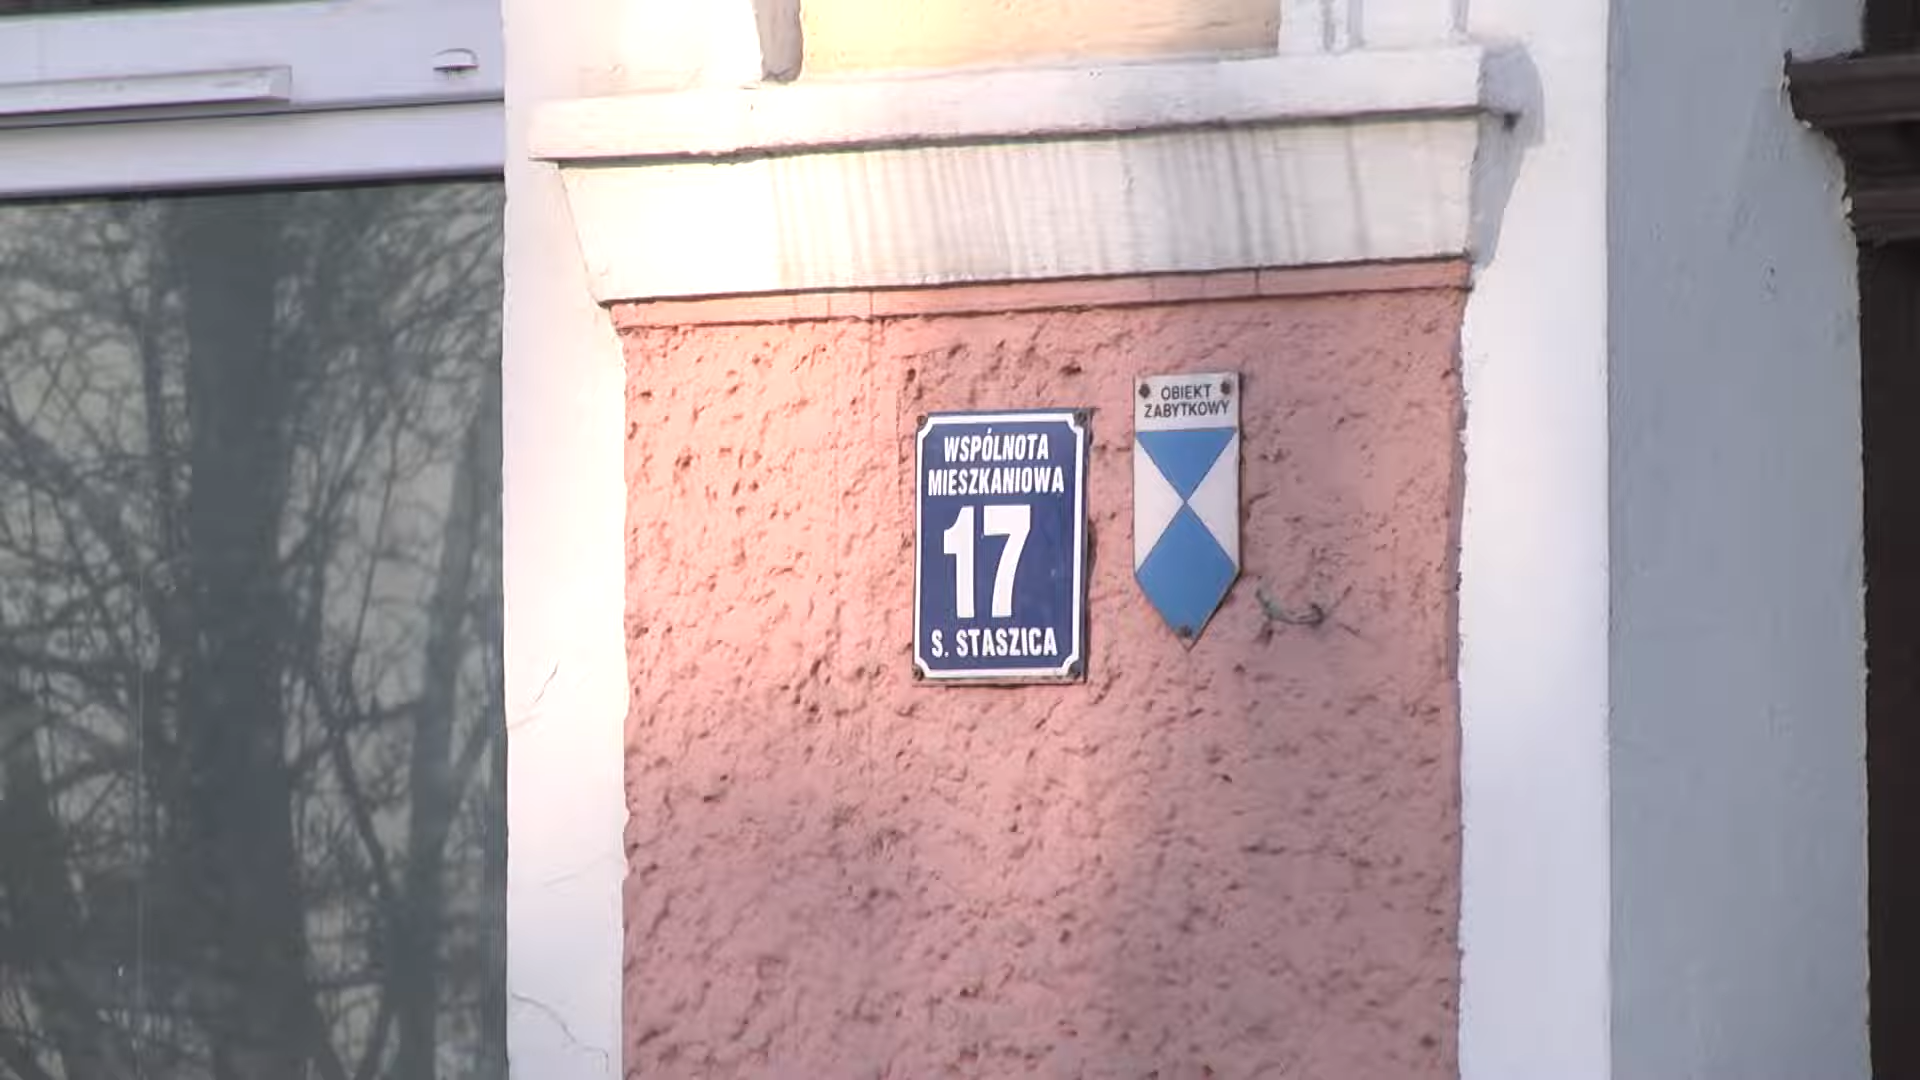 WSPÓLNOTA
MIESZKANIOWA
17
S. STASZICA
OBIEKT
ZABYTKOWY